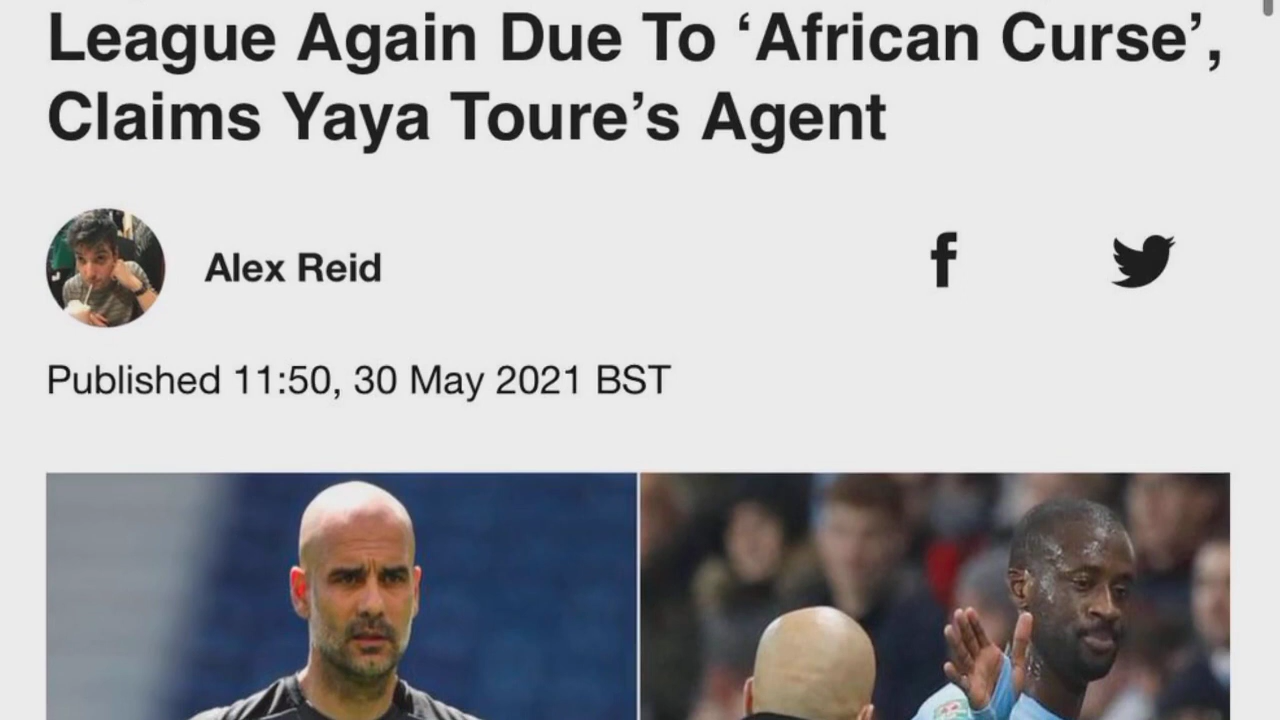 League Again Due To ‘African Curse’,
Claims Yaya Toure’s Agent
Alex Reid
Published 11:50, 30 May 2021 BST